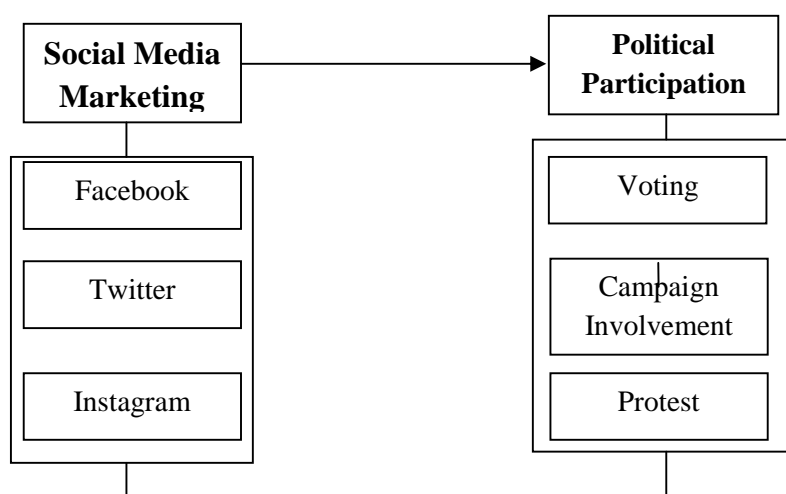 Social Media
Marketing
Political
Participation
Facebook
Twitter
Instagram
Voting
Campaign
Involvement
Protest